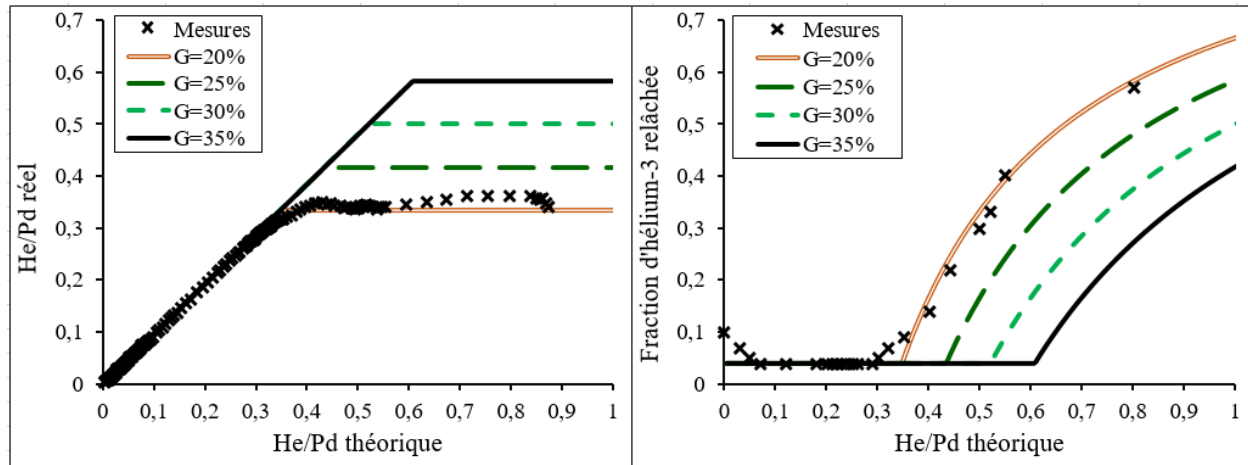 0,7
0,6
0,5
0,4
0,3
0,2
0,1
0
He/Pd réel
Mesures
G=20%
G=25%
G=30%
G=35%
0 0,1 0,2 0,3 0,4 0,5 0,6 0,7 0,8 0,9 1
He/Pd théorique
0,7
0,6
0,5
0,4
0,3
0,2
0,1
0
Fraction d'hélium-3 relâchée
Mesures
G=20%
G=25%
G=30%
G=35%
0 0,1 0,2 0,3 0,4 0,5 0,6 0,7 0,8 0,9 1
He/Pd théorique